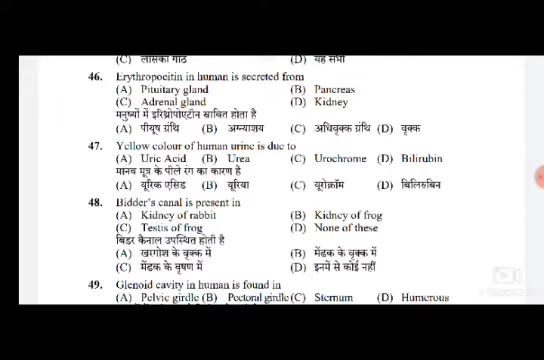 (C) लासका गाठ (D) यह सभी
46. Erythropoeitin in human is secreted from
(A) Pituitary gland (B) Pancreas
(C) Adrenal gland (D) Kidney
मनुष्यों में इरिथ्रोपोएटीन स्रावित होता है
(A) पीयूष ग्रंथि (B) अग्न्याशय (C) अधिवृक्क ग्रंथि (D) वृक्क
47. Yellow colour of human urine is due to
(A) Uric Acid (B) Urea (C) Urochrome (D) Bilirubin
मानव मूत्र के पीले रंग का कारण है
(A) यूरिक एसिड (B) यूरिया (C) यूरोक्रॉम (D) बिलिरुबिन
48. Bidder's canal is present in
(A) Kidney of rabbit (B) Kidney of frog
(C) Testis of frog (D) None of these
बिडर कैनाल उपस्थित होती है
(A) खरगोश के वृक्क में (B) मेंढक के वृक्क में
(C) मेंढक के वृषण में (D) इनमें से कोई नहीं
49. Glenoid cavity in human is found in
(A) Pelvic girdle (B) Pectoral girdle (C) Sternum (D) Humerous